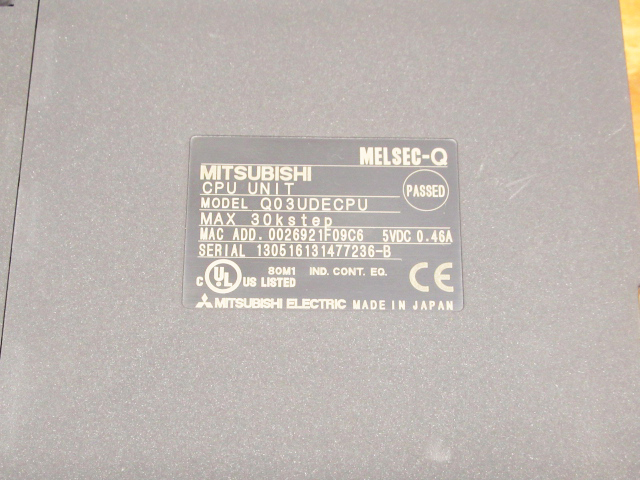 MELSEC-Q
MITSUBISHI
CPU UNIT
PASSED
MODEL Q03UDECPU
MAX 30kstep
MAC ADD. 0026921F09C6 5VDC 0.46A
SERIAL 130516131477236-B
C UL US LISTED 80M1 IND. CONT. EQ. CE
MITSUBISHI ELECTRIC MADE IN JAPAN